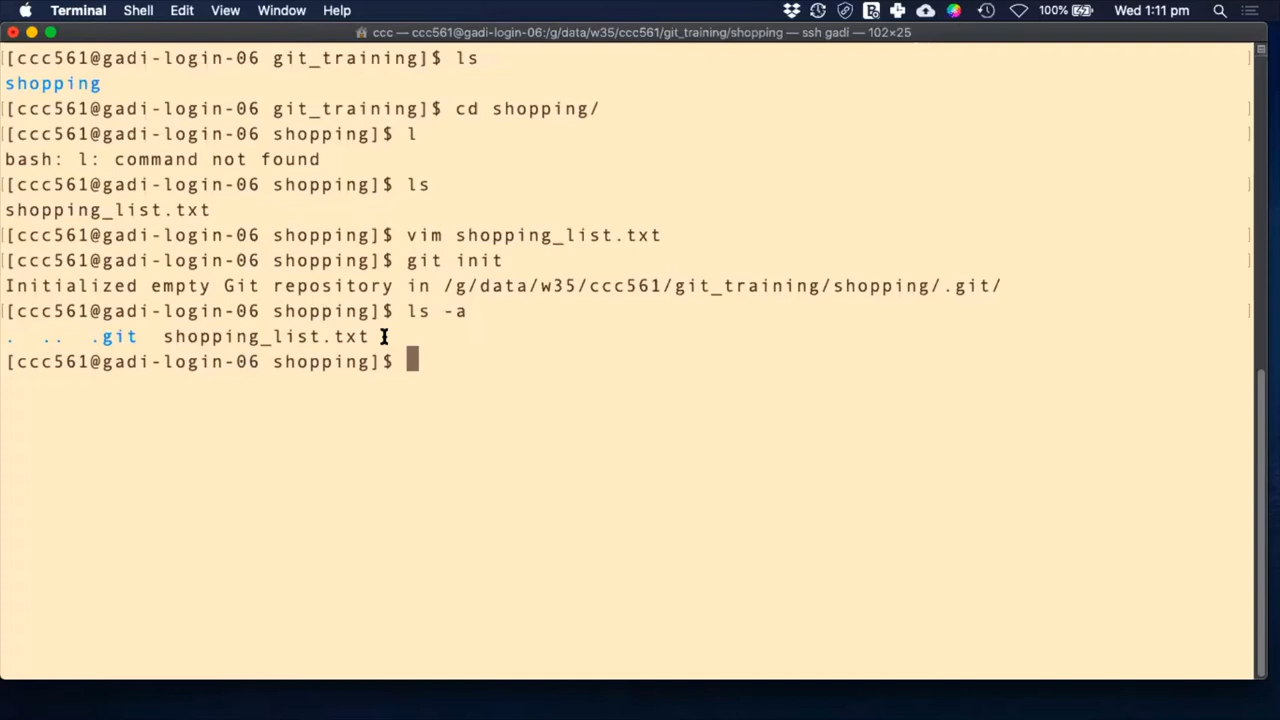 Terminal Shell Edit View Window Help 100% Wed 1:11 pm
ccc — ccc561@gadi-login-06:/g/data/w35/ccc561/git_training/shopping — ssh gadi — 102×25
[ccc561@gadi-login-06 git_training]$ ls
shopping
[ccc561@gadi-login-06 git_training]$ cd shopping/
[ccc561@gadi-login-06 shopping]$ l
bash: l: command not found
[ccc561@gadi-login-06 shopping]$ ls
shopping_list.txt
[ccc561@gadi-login-06 shopping]$ vim shopping_list.txt
[ccc561@gadi-login-06 shopping]$ git init
Initialized empty Git repository in /g/data/w35/ccc561/git_training/shopping/.git/
[ccc561@gadi-login-06 shopping]$ ls -a
. .. .git shopping_list.txt
[ccc561@gadi-login-06 shopping]$